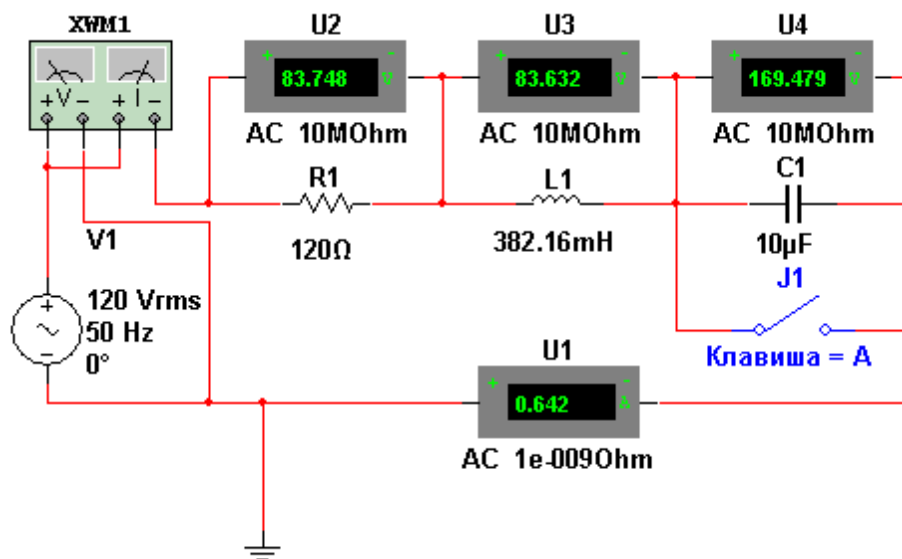 XWM1
V
I
+ - + -
U2
+ -
83.748 V
AC 10MOhm
U3
+ -
83.632 V
AC 10MOhm
U4
+ -
169.479 V
AC 10MOhm
R1
120Ω
L1
382.16mH
C1
10µF
J1
Клавиша = A
V1
+
-
120 Vrms
50 Hz
0°
U1
+ -
0.642 A
AC 1e-009Ohm